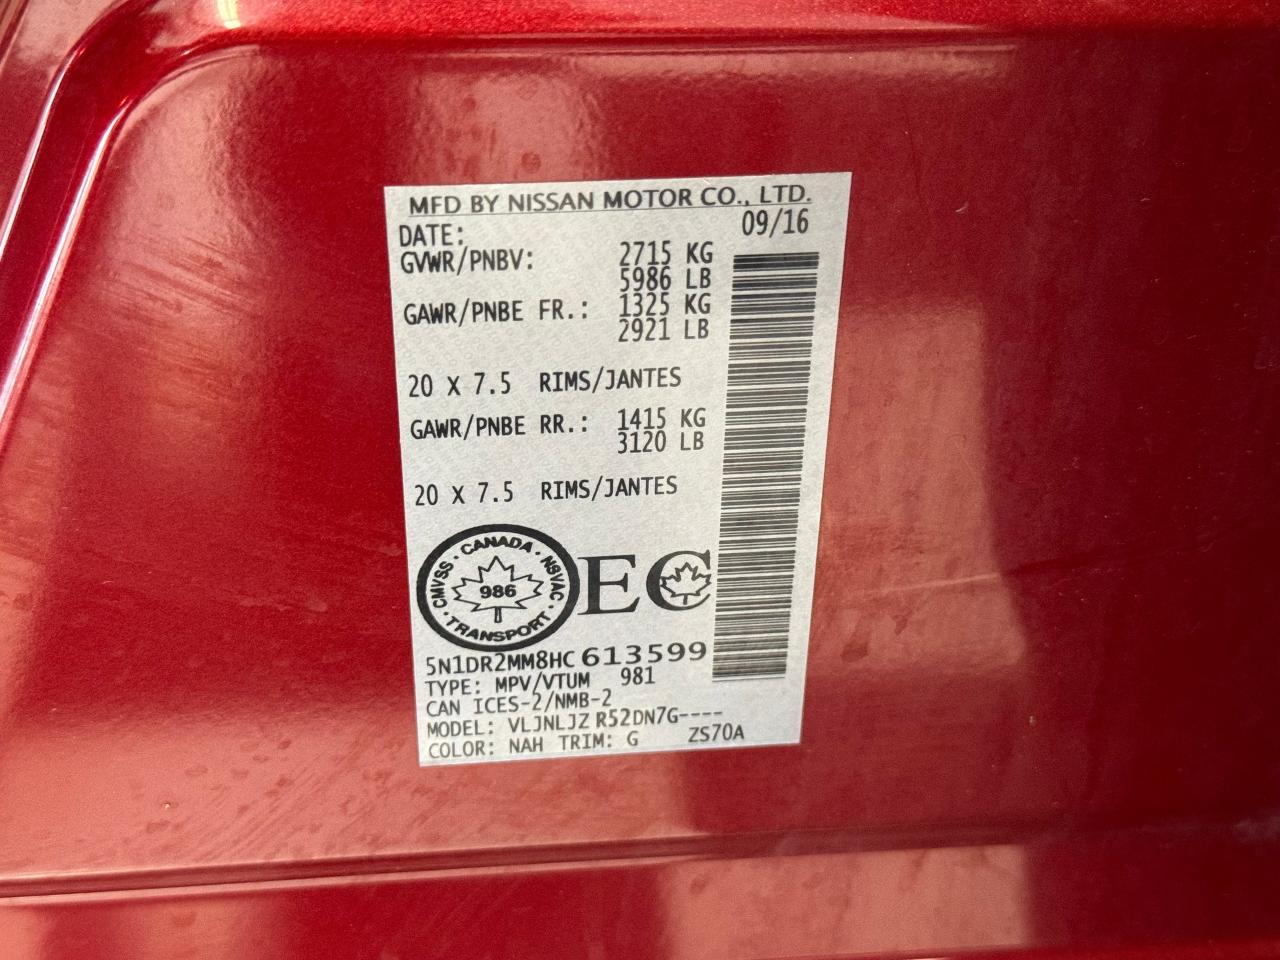 MFD BY NISSAN MOTOR CO., LTD.
DATE: 09/16
GVWR/PNBV: 2715 KG
5986 LB
GAWR/PNBE FR.: 1325 KG
2921 LB
20 X 7.5 RIMS/JANTES
GAWR/PNBE RR.: 1415 KG
3120 LB
20 X 7.5 RIMS/JANTES
CMVSS · CANADA · NSVAC · TRANSPORT ·
986
EC
5N1DR2MM8HC613599
TYPE: MPV/VTUM 981
CAN ICES-2/NMB-2
MODEL: VLJNLJZ R52DN7G----
COLOR: NAH TRIM: G ZS70A